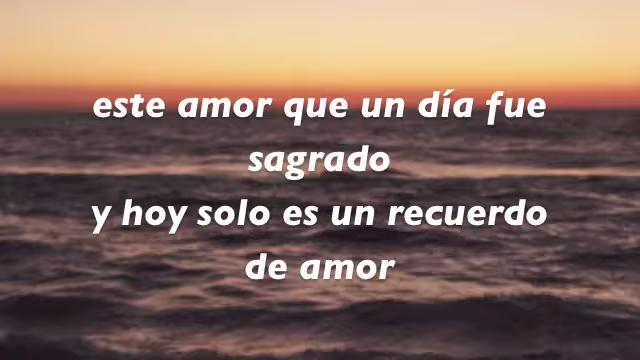 este amor que un día fue
sagrado
y hoy solo es un recuerdo
de amor